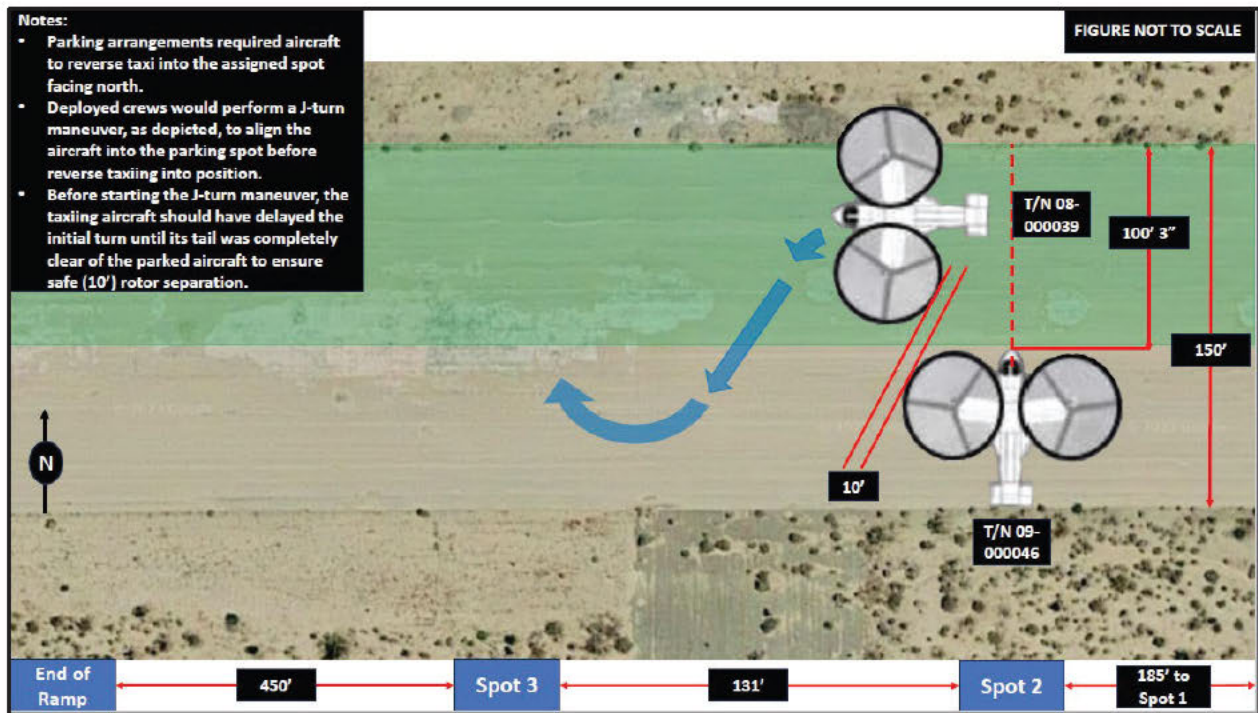 Notes:
• Parking arrangements required aircraft
to reverse taxi into the assigned spot
facing north.
• Deployed crews would perform a J-turn
maneuver, as depicted, to align the
aircraft into the parking spot before
reverse taxiing into position.
• Before starting the J-turn maneuver, the
taxiing aircraft should have delayed the
initial turn until its tail was completely
clear of the parked aircraft to ensure
safe (10') rotor separation.
FIGURE NOT TO SCALE
T/N 08-
000039
100' 3"
150'
N
10'
T/N 09-
000046
End of
Ramp
450'
Spot 3
131'
Spot 2
185' to
Spot 1